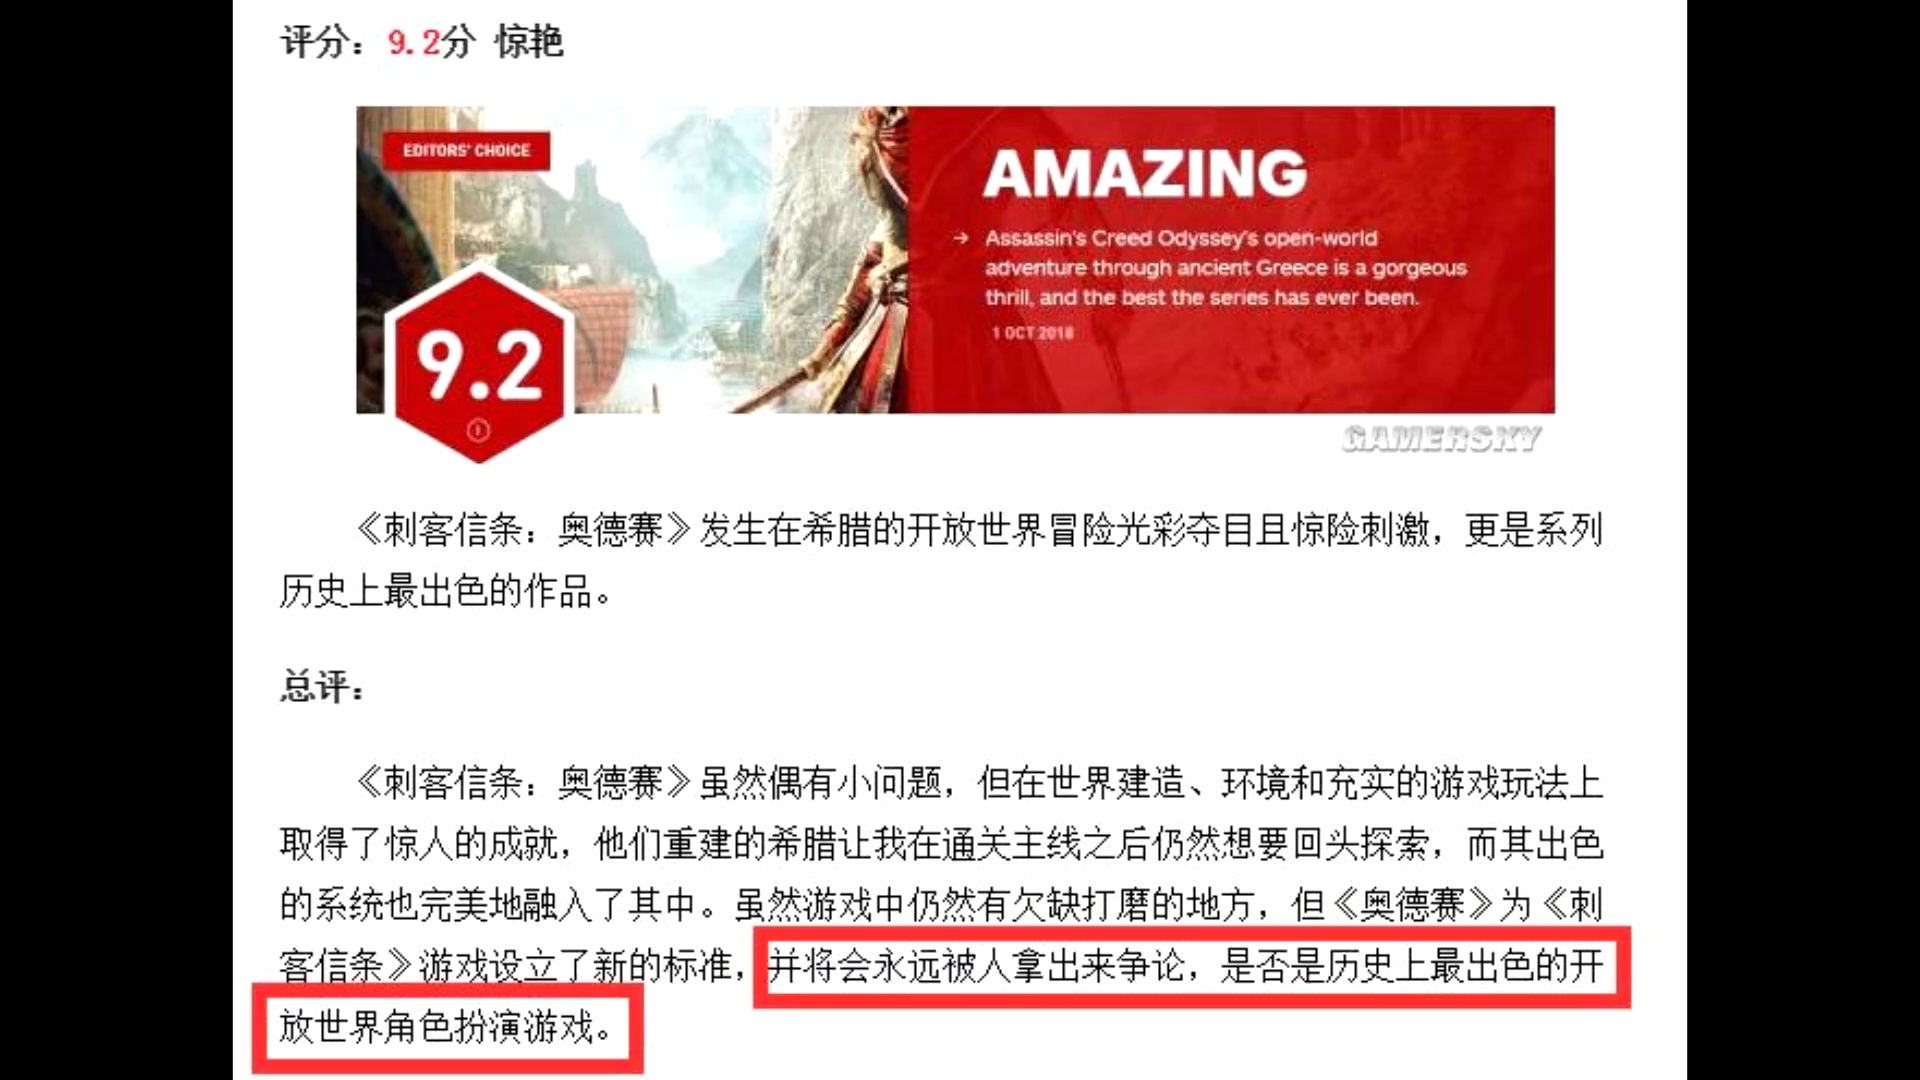 评分：9.2分 惊艳
EDITORS' CHOICE
AMAZING
→ Assassin's Creed Odyssey's open-world
adventure through ancient Greece is a gorgeous
thrill, and the best the series has ever been.
1 OCT 2018
9.2
GAMERSKY
《刺客信条：奥德赛》发生在希腊的开放世界冒险光彩夺目且惊险刺激，更是系列
历史上最出色的作品。
总评：
《刺客信条：奥德赛》虽然偶有小问题，但在世界建造、环境和充实的游戏玩法上
取得了惊人的成就，他们重建的希腊让我在通关主线之后仍然想要回头探索，而其出色
的系统也完美地融入了其中。虽然游戏中仍然有欠缺打磨的地方，但《奥德赛》为《刺
客信条》游戏设立了新的标准，并将会永远被人拿出来争论，是否是历史上最出色的开
放世界角色扮演游戏。